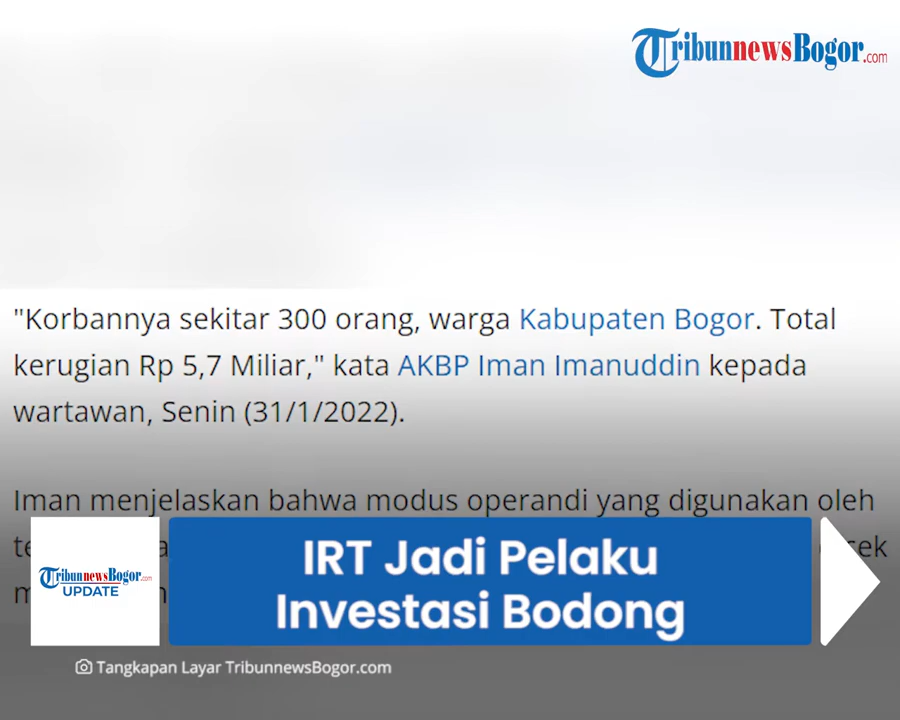 TribunnewsBogor.com
"Korbannya sekitar 300 orang, warga Kabupaten Bogor. Total
kerugian Rp 5,7 Miliar," kata AKBP Iman Imanuddin kepada
wartawan, Senin (31/1/2022).
Iman menjelaskan bahwa modus operandi yang digunakan oleh
TribunnewsBogor.com
UPDATE
IRT Jadi Pelaku
Investasi Bodong
Tangkapan Layar TribunnewsBogor.com